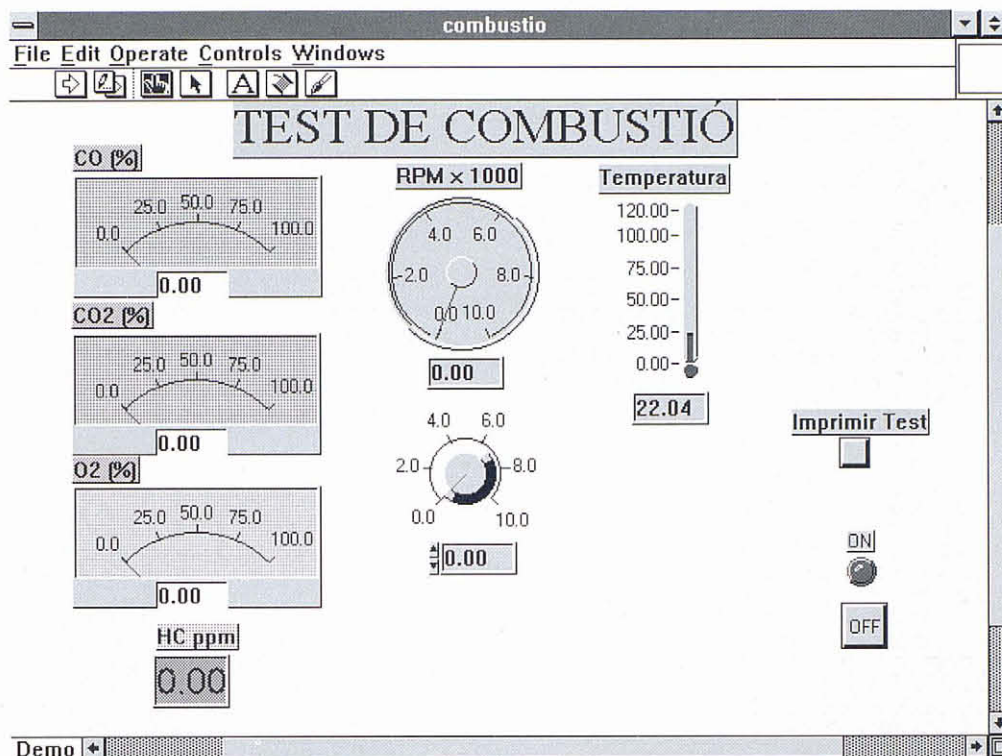 combustio
File Edit Operate Controls Windows
A
TEST DE COMBUSTIÓ
CO (%)
0.0 25.0 50.0 75.0 100.0
0.00
CO2 (%)
0.0 25.0 50.0 75.0 100.0
0.00
O2 (%)
0.0 25.0 50.0 75.0 100.0
0.00
HC ppm
0.00
RPM × 1000
0.0 2.0 4.0 6.0 8.0 10.0
0.00
0.0 2.0 4.0 6.0 8.0 10.0
0.00
Temperatura
120.00
100.00
75.00
50.00
25.00
0.00
22.04
Imprimir Test
ON
OFF
Demo